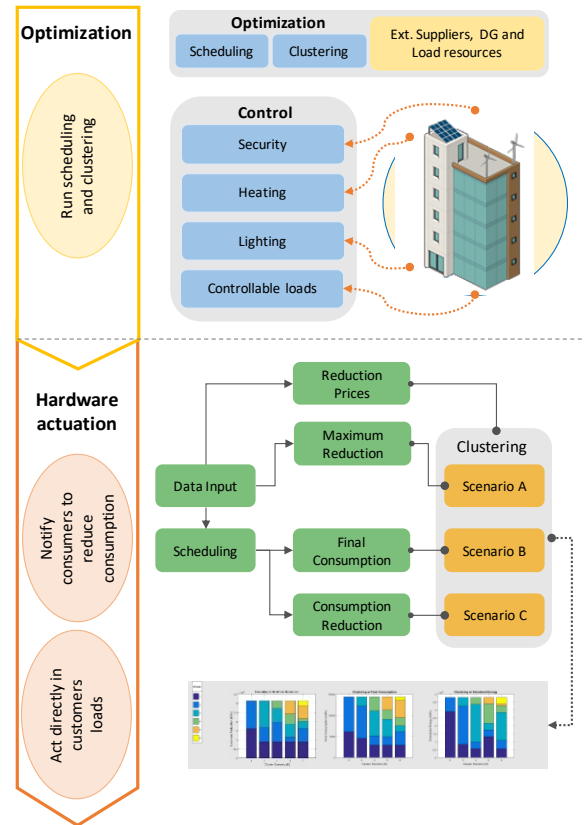 Optimization
Run scheduling
and clustering
Optimization
Scheduling
Clustering
Ext. Suppliers, DG and
Load resources
Control
Security
Heating
Lighting
Controllable loads
Hardware
actuation
Notify
consumers to
reduce
consumption
Act directly in
customers
loads
Reduction
Prices
Maximum
Reduction
Data Input
Scheduling
Final
Consumption
Consumption
Reduction
Clustering
Scenario A
Scenario B
Scenario C